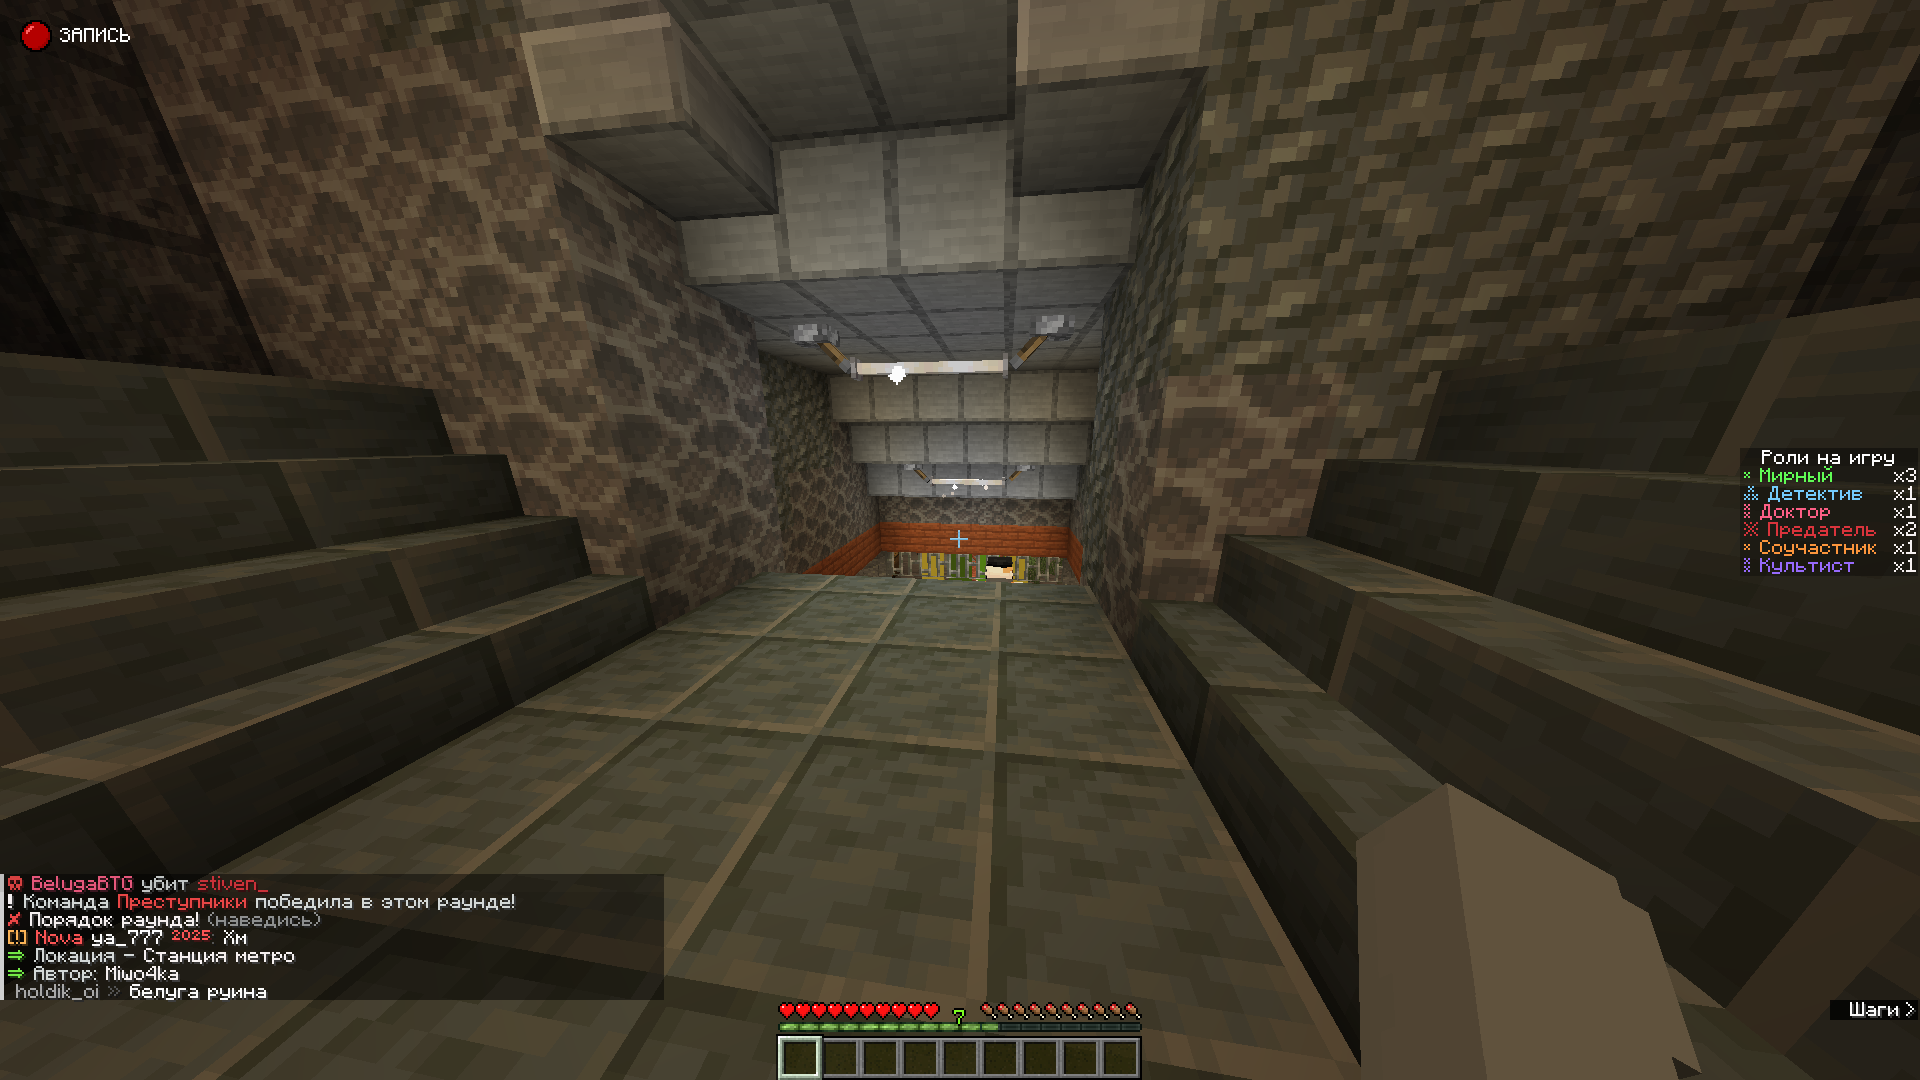 ЗАПИСЬ
Роли на игру
Мирный x3
Детектив x1
Доктор x1
Предатель x2
Соучастник x1
Культист x1
BelugaBTG убит stiven_
! Команда Преступники победила в этом раунде!
Порядок раунда! (наведись)
[!] Nova ya_777 2025: Хм
⇒ Локация – Станция метро
⇒ Автор: Miwo4ka
holdik_oi » белуга руина
Шаги >
7